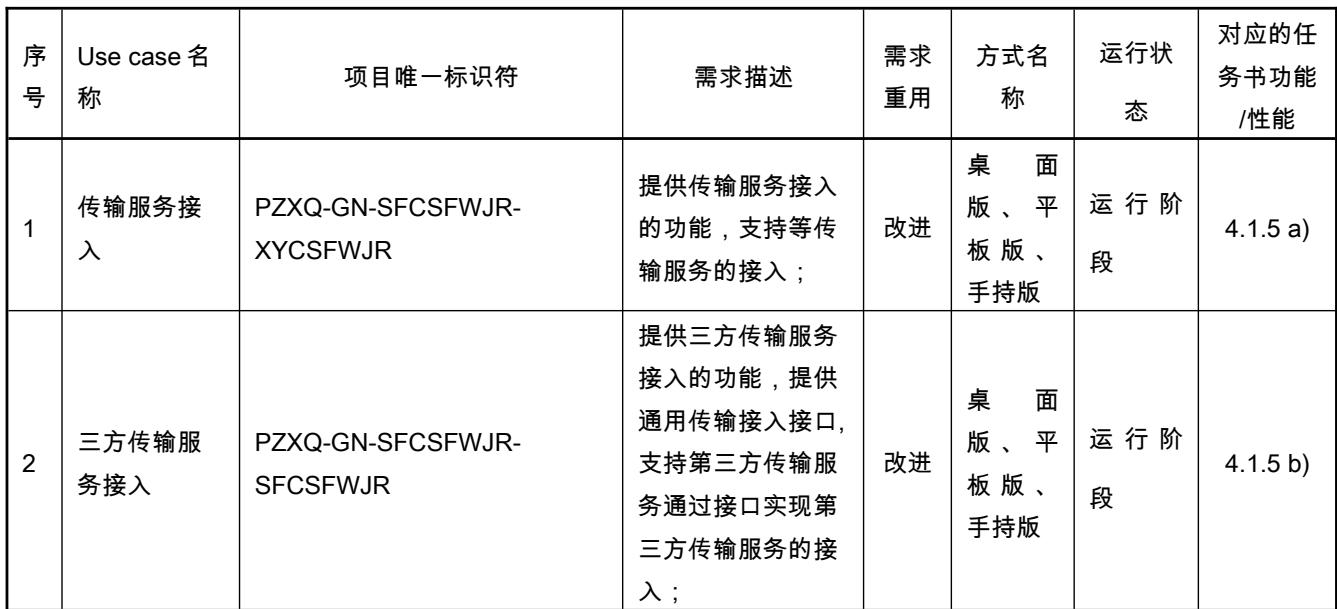 序号
Use case 名称
项目唯一标识符
需求描述
需求重用
方式名称
运行状态
对应的任务书功能/性能
1
传输服务接入
PZXQ-GN-SFCSFWJR-
XYCSFWJR
提供传输服务接入
的功能，支持等传
输服务的接入；
改进
桌面
版、平
板版、
手持版
运行阶
段
4.1.5 a)
2
三方传输服
务接入
PZXQ-GN-SFCSFWJR-
SFCSFWJR
提供三方传输服务
接入的功能，提供
通用传输接入接口,
支持第三方传输服
务通过接口实现第
三方传输服务的接
入；
改进
桌面
版、平
板版、
手持版
运行阶
段
4.1.5 b)